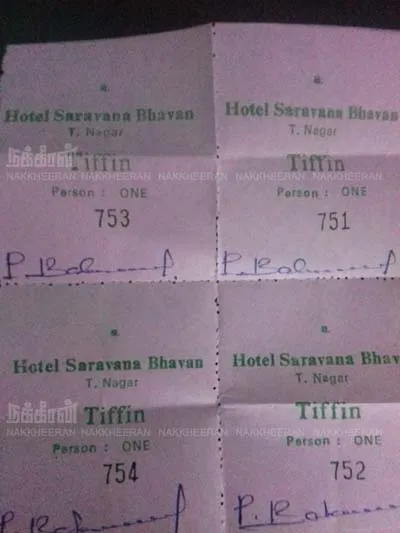 Hotel Saravana Bhavan
T. Nagar
Tiffin
Person : ONE
753
Hotel Saravana Bhavan
T. Nagar
Tiffin
Person : ONE
751
Hotel Saravana Bhavan
T. Nagar
Tiffin
Person : ONE
754
Hotel Saravana Bhav
T. Nagar
Tiffin
Person : ONE
752
நக்கீரன்
NAKKHEERAN NAKKHEERAN NAKKHEERAN NAKKHEERAN NAKKHEERAN
நக்கீரன்
NAKKHEERAN NAKKHEERAN NAKKHEERAN NAKKHEERAN NAKKHEERAN